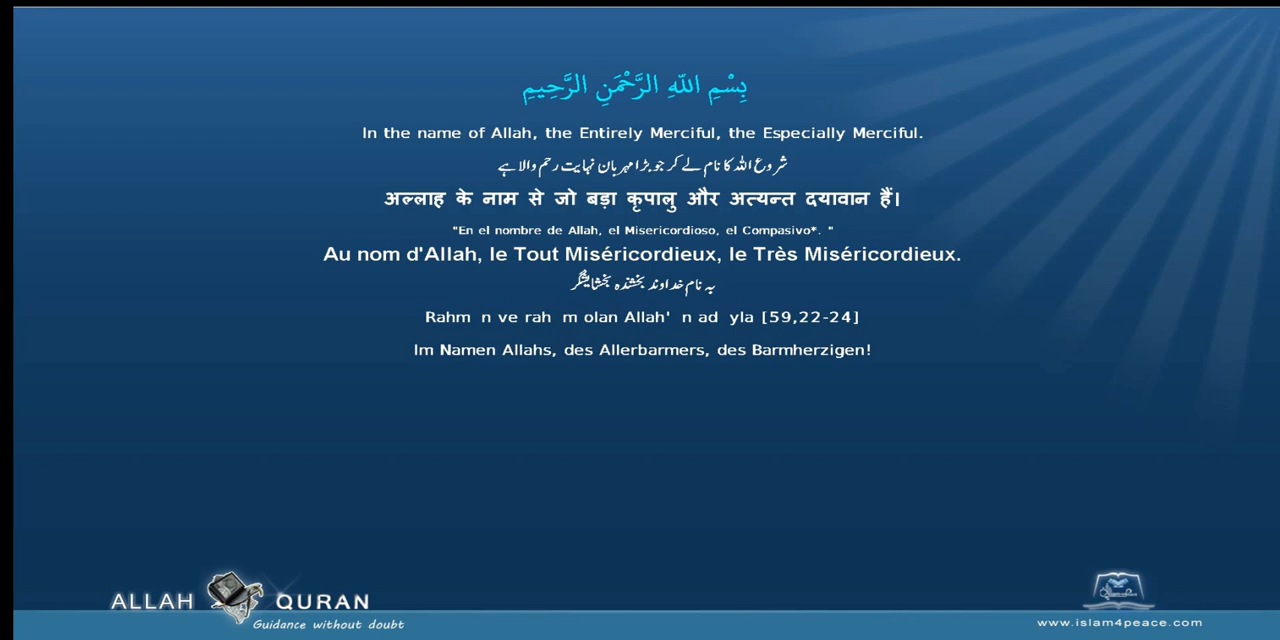 بِسْمِ اللّهِ الرَّحْمَنِ الرَّحِيمِ
In the name of Allah, the Entirely Merciful, the Especially Merciful.
شروع اللہ کا نام لے کر جو بڑا مہربان نہایت رحم والا ہے
अल्लाह के नाम से जो बड़ा कृपालु और अत्यन्त दयावान हैं।
"En el nombre de Allah, el Misericordioso, el Compasivo*. "
Au nom d'Allah, le Tout Miséricordieux, le Très Miséricordieux.
به نام خداوند بخشنده بخشایشگر
Rahm n ve rah m olan Allah' n ad yla [59,22-24]
Im Namen Allahs, des Allerbarmers, des Barmherzigen!
ALLAH QURAN
Guidance without doubt
www.islam4peace.com